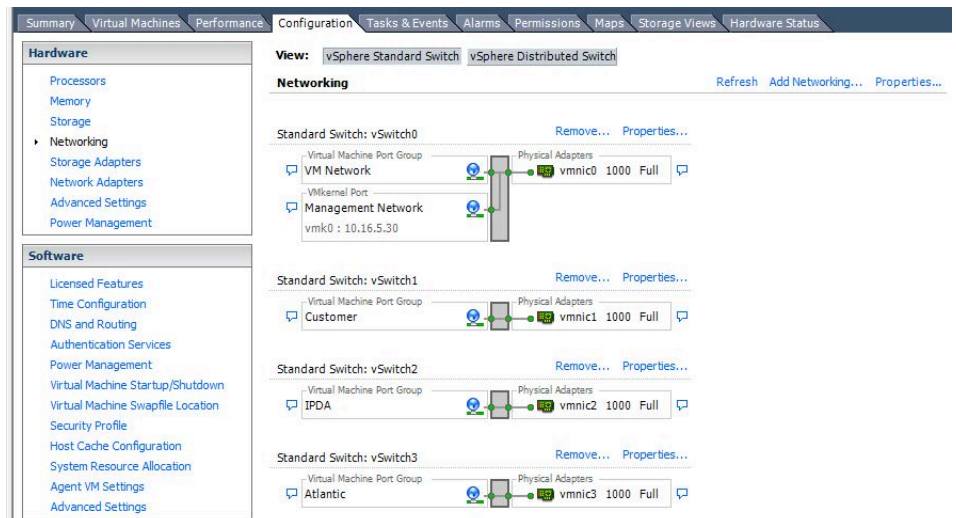 Summary Virtual Machines Performance Configuration Tasks & Events Alarms Permissions Maps Storage Views Hardware Status
Hardware
Processors
Memory
Storage
Networking
Storage Adapters
Network Adapters
Advanced Settings
Power Management
Software
Licensed Features
Time Configuration
DNS and Routing
Authentication Services
Power Management
Virtual Machine Startup/Shutdown
Virtual Machine Swapfile Location
Security Profile
Host Cache Configuration
System Resource Allocation
Agent VM Settings
Advanced Settings
View: vSphere Standard Switch vSphere Distributed Switch
Networking Refresh Add Networking... Properties...
Standard Switch: vSwitch0 Remove... Properties...
Virtual Machine Port Group Physical Adapters
VM Network vmnic0 1000 Full
VMkernel Port
Management Network
vmk0 : 10.16.5.30
Standard Switch: vSwitch1 Remove... Properties...
Virtual Machine Port Group Physical Adapters
Customer vmnic1 1000 Full
Standard Switch: vSwitch2 Remove... Properties...
Virtual Machine Port Group Physical Adapters
IPDA vmnic2 1000 Full
Standard Switch: vSwitch3 Remove... Properties...
Virtual Machine Port Group Physical Adapters
Atlantic vmnic3 1000 Full